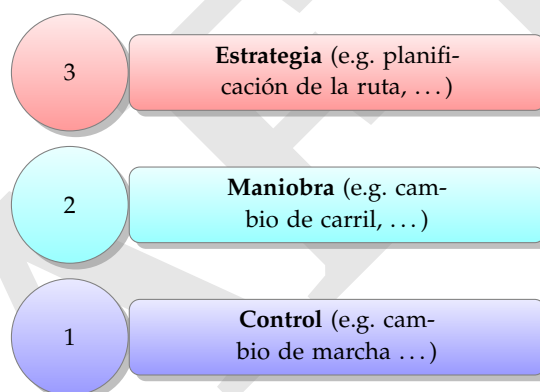 3
Estrategia (e.g. planifi-
cación de la ruta, ...)
2
Maniobra (e.g. cam-
bio de carril, ...)
1
Control (e.g. cam-
bio de marcha ...)